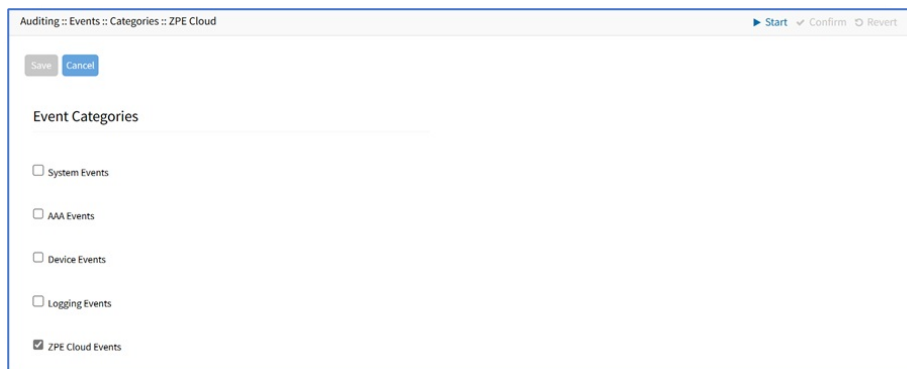 Auditing :: Events :: Categories :: ZPE Cloud Start Confirm Revert
Save Cancel
Event Categories
System Events
AAA Events
Device Events
Logging Events
ZPE Cloud Events